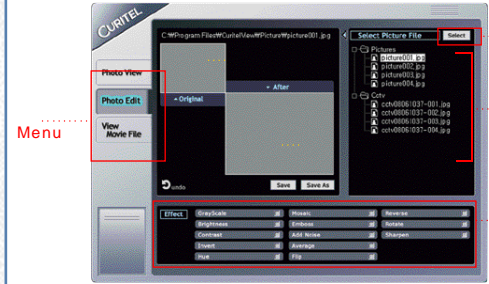 CURITEL
C:₩Program Files₩CuritelView₩Picture₩picture001.jpg
Select Picture File
Select
Pictures
picture001.jpg
picture002.jpg
picture003.jpg
picture004.jpg
Cctv
cctv08061037-001.jpg
cctv08061037-002.jpg
cctv08061037-003.jpg
cctv08061037-004.jpg
Photo View
Photo Edit
View
Movie File
Menu
Original
After
undo
Save
Save As
Effect
GrayScale
Mosaic
Reverse
Brightness
Emboss
Rotate
Contrast
Add Noise
Sharpen
Invert
Average
Hue
Flip